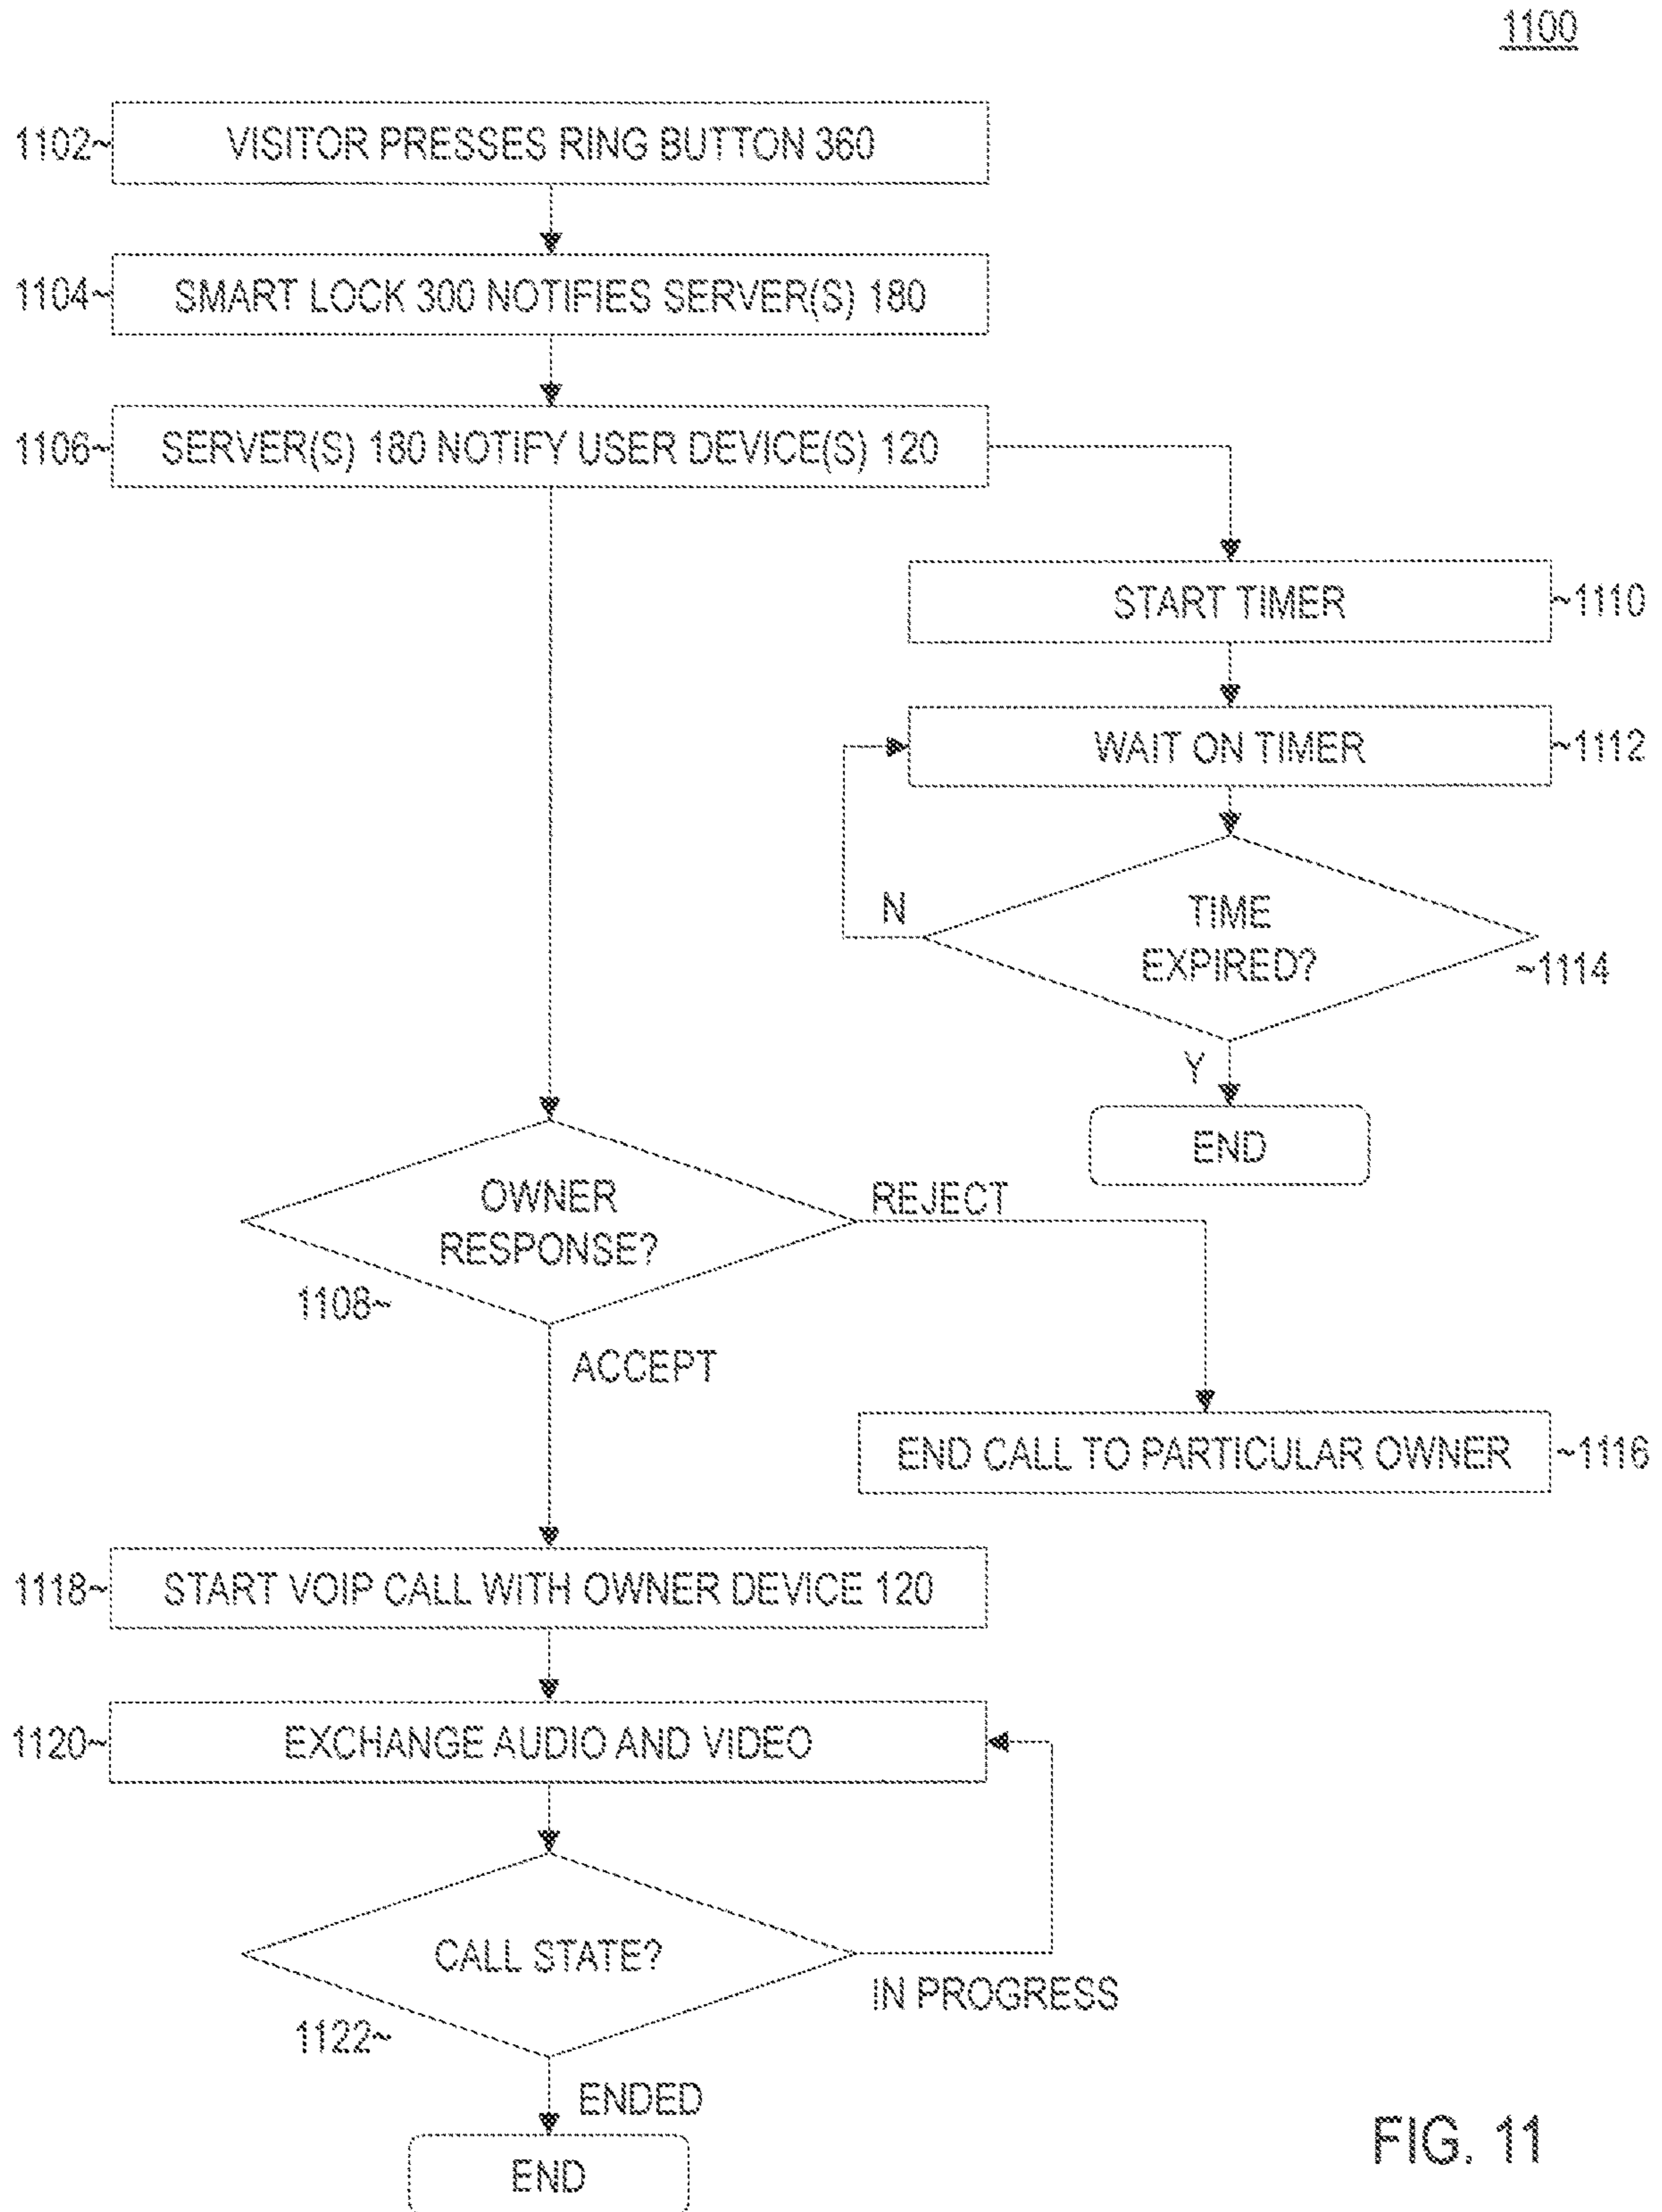 1100
1102~ VISITOR PRESSES RING BUTTON 360
1104~ SMART LOCK 300 NOTIFIES SERVER(S) 180
1106~ SERVER(S) 180 NOTIFY USER DEVICE(S) 120
START TIMER ~1110
WAIT ON TIMER ~1112
N
TIME
EXPIRED?
~1114
Y
END
OWNER
RESPONSE?
REJECT
1108~
ACCEPT
END CALL TO PARTICULAR OWNER ~1116
1118~ START VOIP CALL WITH OWNER DEVICE 120
1120~ EXCHANGE AUDIO AND VIDEO
CALL STATE?
IN PROGRESS
1122~
ENDED
END
FIG. 11